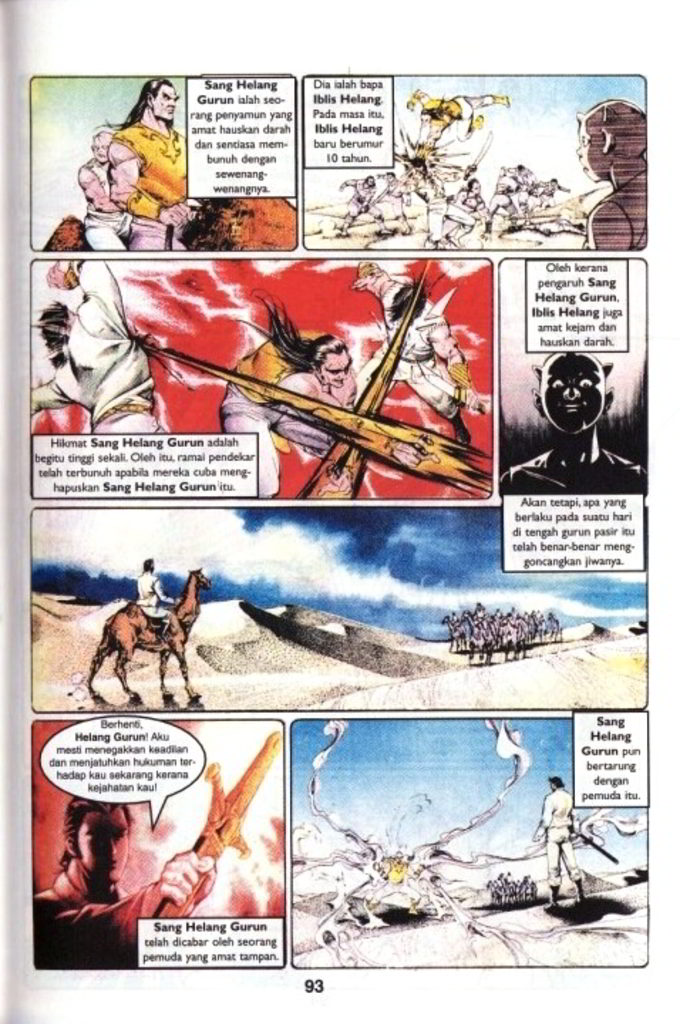 Sang Helang
Gurun ialah seo-
rang penyamun yang
amat hauskan darah
dan sentiasa mem-
bunuh dengan
sewenang-
wenangnya.
Dia ialah bapa
Iblis Helang.
Pada masa itu,
Iblis Helang
baru berumur
10 tahun.
Hikmat Sang Helang Gurun adalah
begitu tinggi sekali. Oleh itu, ramai pendekar
telah terbunuh apabila mereka cuba meng-
hapuskan Sang Helang Gurun itu.
Oleh kerana
pengaruh Sang
Helang Gurun,
Iblis Helang juga
amat kejam dan
hauskan darah.
Akan tetapi, apa yang
berlaku pada suatu hari
di tengah gurun pasir itu
telah benar-benar meng-
goncangkan jiwanya.
Berhenti,
Helang Gurun! Aku
mesti menegakkan keadilan
dan menjatuhkan hukuman ter-
hadap kau sekarang kerana
kejahatan kau!
Sang Helang Gurun
telah dicabar oleh seorang
pemuda yang amat tampan.
Sang
Helang
Gurun pun
bertarung
dengan
pemuda itu.
93